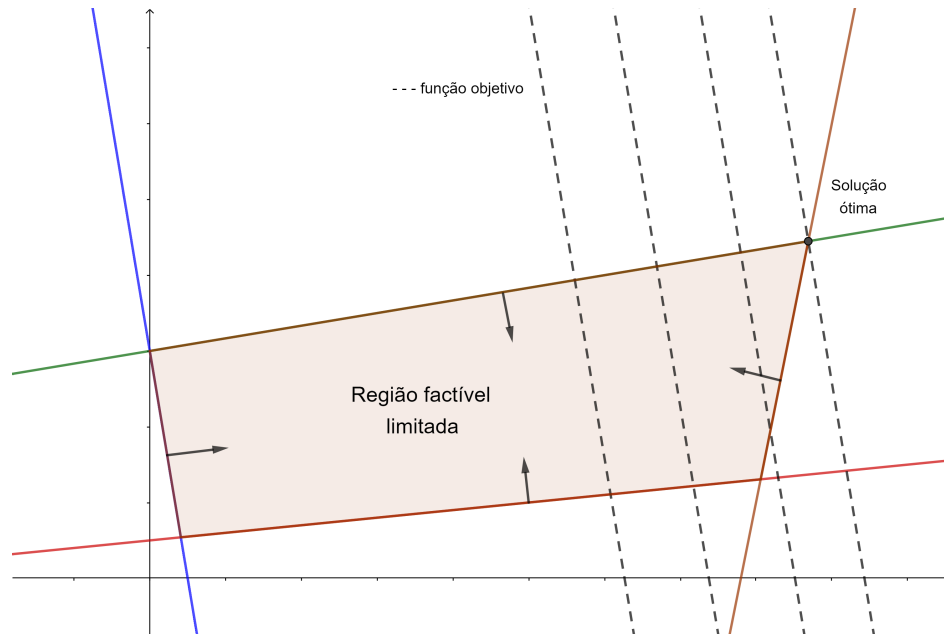 --- função objetivo
Solução
ótima
Região factível
limitada